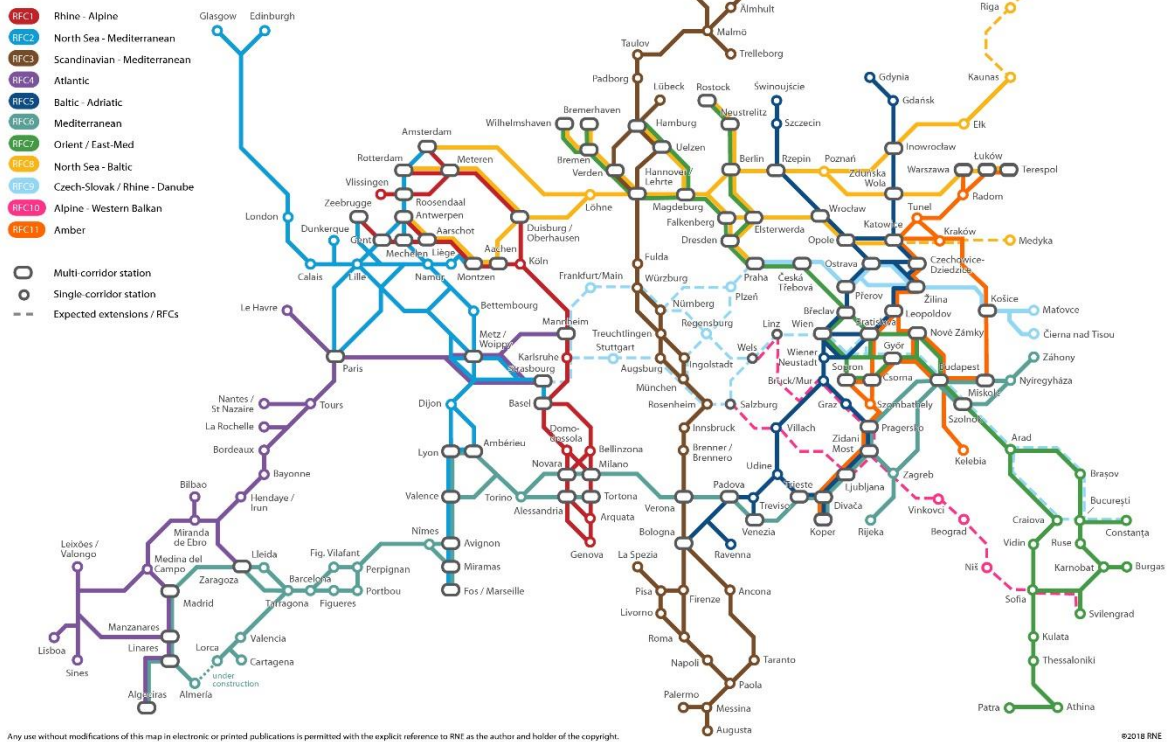 RFC1 Rhine - Alpine
RFC2 North Sea - Mediterranean
RFC3 Scandinavian - Mediterranean
RFC4 Atlantic
RFC5 Baltic - Adriatic
RFC6 Mediterranean
RFC7 Orient / East-Med
RFC8 North Sea - Baltic
RFC9 Czech-Slovak / Rhine - Danube
RFC10 Alpine - Western Balkan
RFC11 Amber
Multi-corridor station
Single-corridor station
Expected extensions / RFCs
Glasgow
Edinburgh
London
Dunkerque
Calais
Lille
Zeebrugge
Gent
Vlissingen
Amsterdam
Rotterdam
Meteren
Roosendaal
Antwerpen
Aarschot
Mechelen
Liège
Namur
Montzen
Aachen
Köln
Duisburg /
Oberhausen
Löhne
Bettembourg
Metz /
Woippy
Strasbourg
Le Havre
Paris
Nantes /
St Nazaire
Tours
La Rochelle
Bordeaux
Bayonne
Hendaye /
Irun
Bilbao
Miranda
de Ebro
Leixões /
Valongo
Medina del
Campo
Zaragoza
Lleida
Madrid
Manzanares
Linares
Lisboa
Sines
Algeciras
Almería
Lorca
under
construction
Valencia
Cartagena
Tarragona
Barcelona
Fig. Vilafant
Figueres
Perpignan
Portbou
Nîmes
Avignon
Miramas
Fos / Marseille
Dijon
Lyon
Ambérieu
Valence
Torino
Alessandria
Novara
Milano
Tortona
Arquata
Genova
Domo-
dossola
Bellinzona
Basel
Karlsruhe
Mannheim
Frankfurt/Main
Stuttgart
Älmhult
Malmö
Trelleborg
Taulov
Padborg
Lübeck
Hamburg
Uelzen
Bremerhaven
Wilhelmshaven
Bremen
Verden
Hannover/
Lehrte
Magdeburg
Rostock
Neustrelitz
Berlin
Falkenberg
Elsterwerda
Dresden
Fulda
Würzburg
Nürnberg
Treuchtlingen
Regensburg
Augsburg
Ingolstadt
München
Rosenheim
Innsbruck
Brenner /
Brennero
Verona
Bologna
Padova
Venezia
Treviso
Udine
Trieste
Ravenna
La Spezia
Pisa
Livorno
Firenze
Ancona
Roma
Napoli
Taranto
Paola
Palermo
Messina
Augusta
Świnoujście
Szczecin
Rzepin
Poznań
Gdynia
Gdańsk
Inowrocław
Zduńska
Wola
Warszawa
Łuków
Terespol
Radom
Riga
Kaunas
Ełk
Wrocław
Opole
Katowice
Tunel
Kraków
Medyka
Czechowice-
Dziedzice
Praha
Plzeň
Česká
Třebová
Ostrava
Přerov
Břeclav
Žilina
Leopoldov
Košice
Maťovce
Čierna nad Tisou
Linz
Wels
Wien
Bratislava
Nové Zámky
Győr
Wiener
Neustadt
Sopron
Csorna
Budapest
Záhony
Nyíregyháza
Miskolc
Szolnok
Salzburg
Bruck/Mur
Graz
Szombathely
Villach
Pragersko
Zidani
Most
Ljubljana
Divača
Koper
Rijeka
Zagreb
Kelebia
Vinkovci
Beograd
Niš
Arad
Brașov
București
Craiova
Constanța
Vidin
Ruse
Karnobat
Burgas
Sofia
Svilengrad
Kulata
Thessaloniki
Patra
Athina
Any use without modifications of this map in electronic or printed publications is permitted with the explicit reference to RNE as the author and holder of the copyright.
©2018 RNE